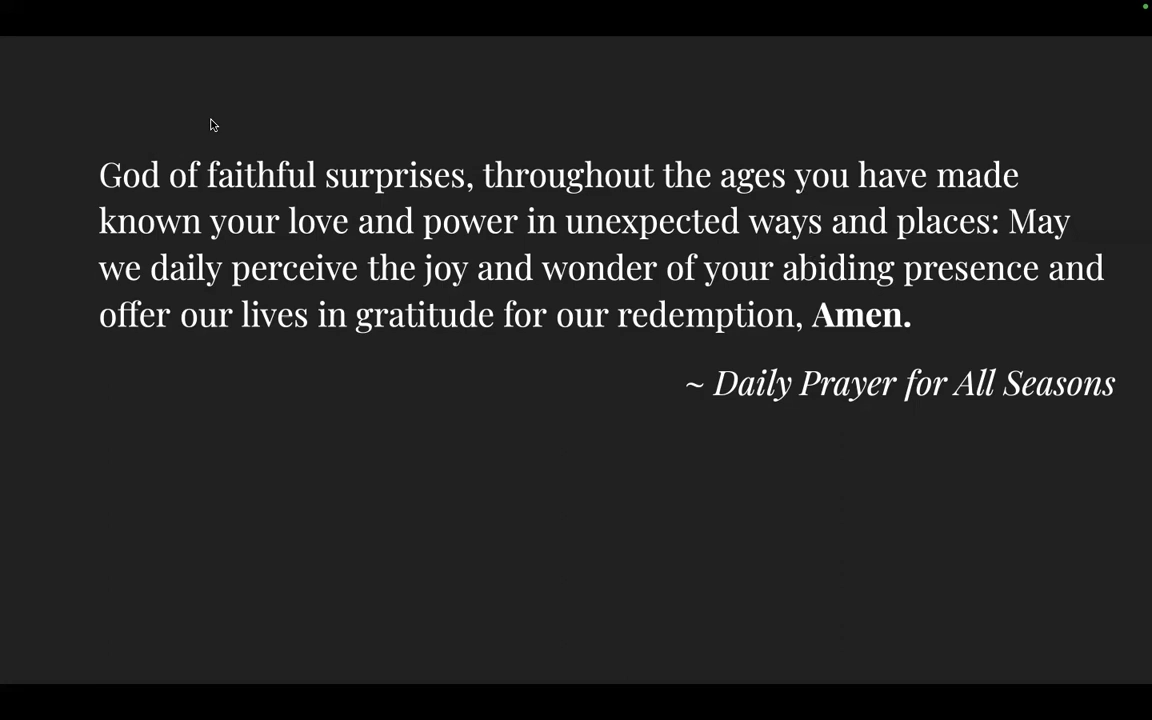 God of faithful surprises, throughout the ages you have made
known your love and power in unexpected ways and places: May
we daily perceive the joy and wonder of your abiding presence and
offer our lives in gratitude for our redemption, Amen.
~ Daily Prayer for All Seasons